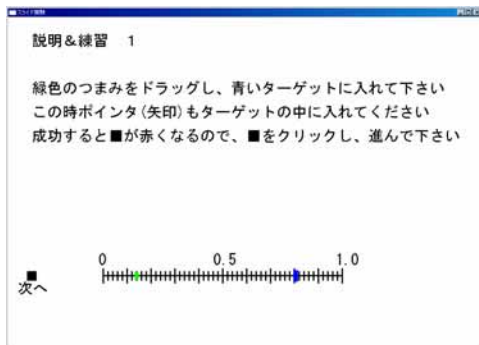 説明&練習 1
緑色のつまみをドラッグし、青いターゲットに入れて下さい
この時ポインタ(矢印)もターゲットの中に入れてください
成功すると■が赤くなるので、■をクリックし、進んで下さい
0 0.5 1.0
次へ